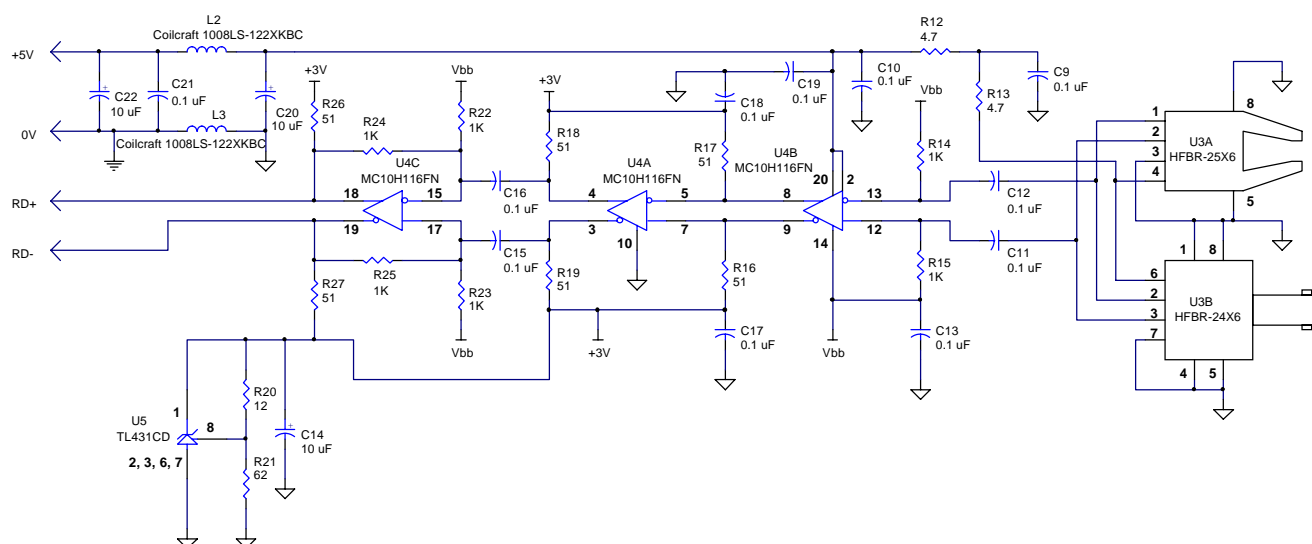 L2
Coilcraft 1008LS-122XKBC
+5V
C22
10 uF
C21
0.1 uF
C20
10 uF
0V
L3
Coilcraft 1008LS-122XKBC
+3V
R26
51
R24
1K
Vbb
R22
1K
U4C
MC10H116FN
18
15
19
17
RD+
RD-
R25
1K
R27
51
R23
1K
Vbb
C16
0.1 uF
C15
0.1 uF
+3V
R18
51
R19
51
U4A
MC10H116FN
4
5
3
7
10
+3V
C19
0.1 uF
C18
0.1 uF
R17
51
R16
51
C17
0.1 uF
U4B
MC10H116FN
20
2
8
13
9
12
14
Vbb
C10
0.1 uF
R12
4.7
R13
4.7
C9
0.1 uF
Vbb
R14
1K
R15
1K
C13
0.1 uF
C12
0.1 uF
C11
0.1 uF
1
2
3
4
8
5
U3A
HFBR-25X6
1
8
6
2
3
7
4
5
U3B
HFBR-24X6
U5
TL431CD
1
8
2, 3, 6, 7
R20
12
R21
62
C14
10 uF